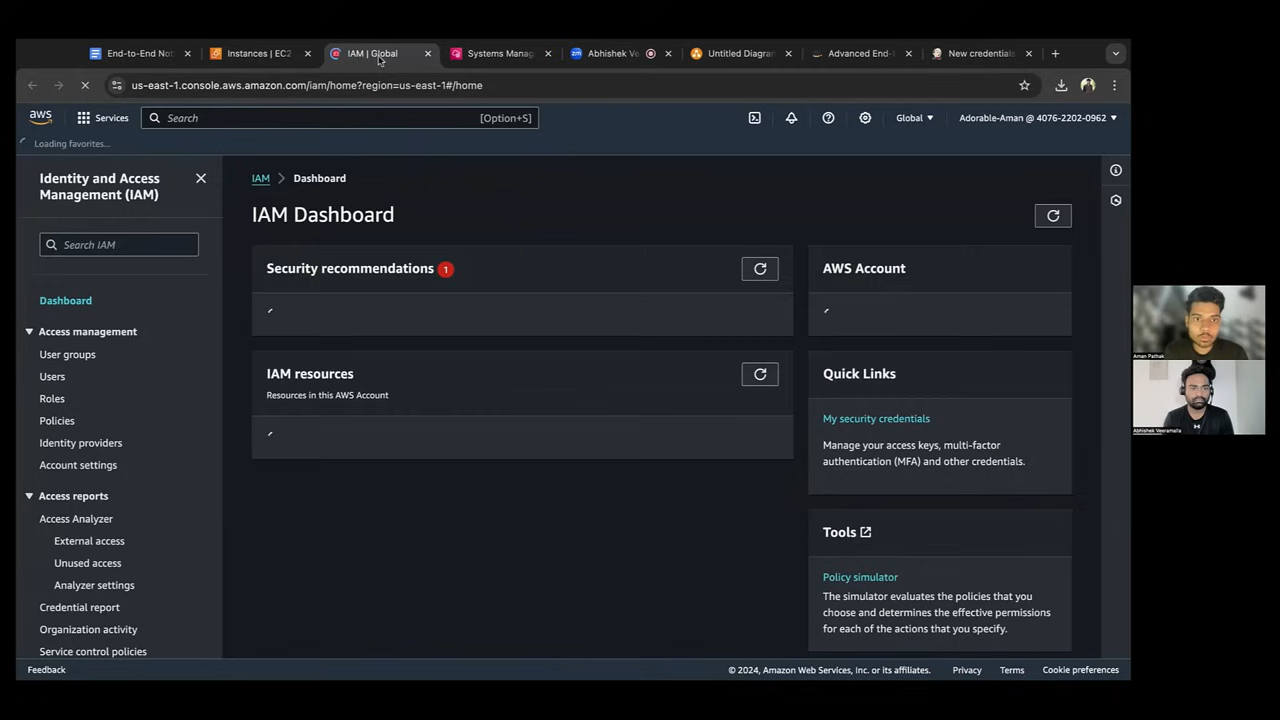 End-to-End Not
Instances | EC2
IAM | Global
Systems Manag
Abhishek Ve
Untitled Diagram
Advanced End-
New credentials
us-east-1.console.aws.amazon.com/iam/home?region=us-east-1#/home
aws
Services
Search
[Option+S]
Global
Adorable-Aman @ 4076-2202-0962
Loading favorites...
Identity and Access
Management (IAM)
Search IAM
Dashboard
Access management
User groups
Users
Roles
Policies
Identity providers
Account settings
Access reports
Access Analyzer
External access
Unused access
Analyzer settings
Credential report
Organization activity
Service control policies
IAM
Dashboard
IAM Dashboard
Security recommendations 1
IAM resources
Resources in this AWS Account
AWS Account
Quick Links
My security credentials
Manage your access keys, multi-factor
authentication (MFA) and other credentials.
Tools
Policy simulator
The simulator evaluates the policies that you
choose and determines the effective permissions
for each of the actions that you specify.
Aman Pathak
Abhishek Veeramalla
Feedback
© 2024, Amazon Web Services, Inc. or its affiliates.
Privacy
Terms
Cookie preferences